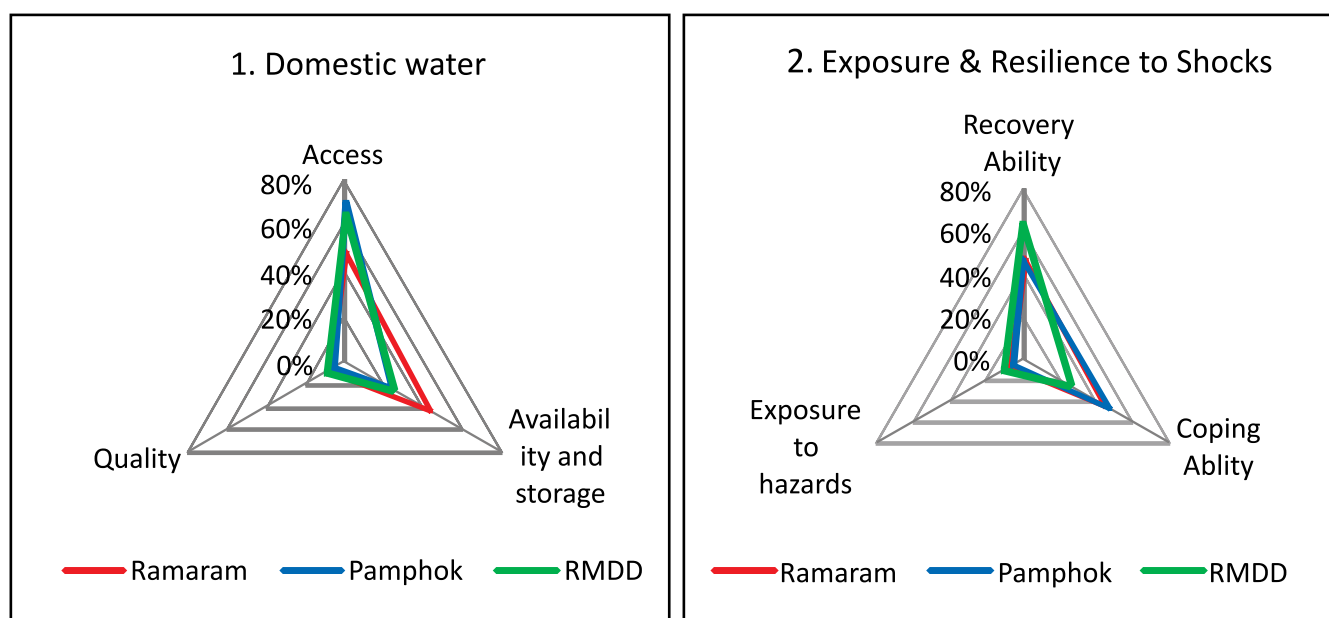 1. Domestic water
Access
80%
60%
40%
20%
0%
Quality
Availabil
ity and
storage
Ramaram Pamphok RMDD
2. Exposure & Resilience to Shocks
Recovery
Ability
80%
60%
40%
20%
0%
Exposure
to
hazards
Coping
Ablity
Ramaram Pamphok RMDD